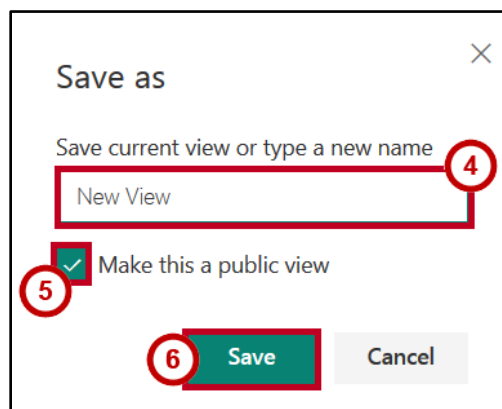 Save as
Save current view or type a new name
4
New View
Make this a public view
5
6
Save
Cancel